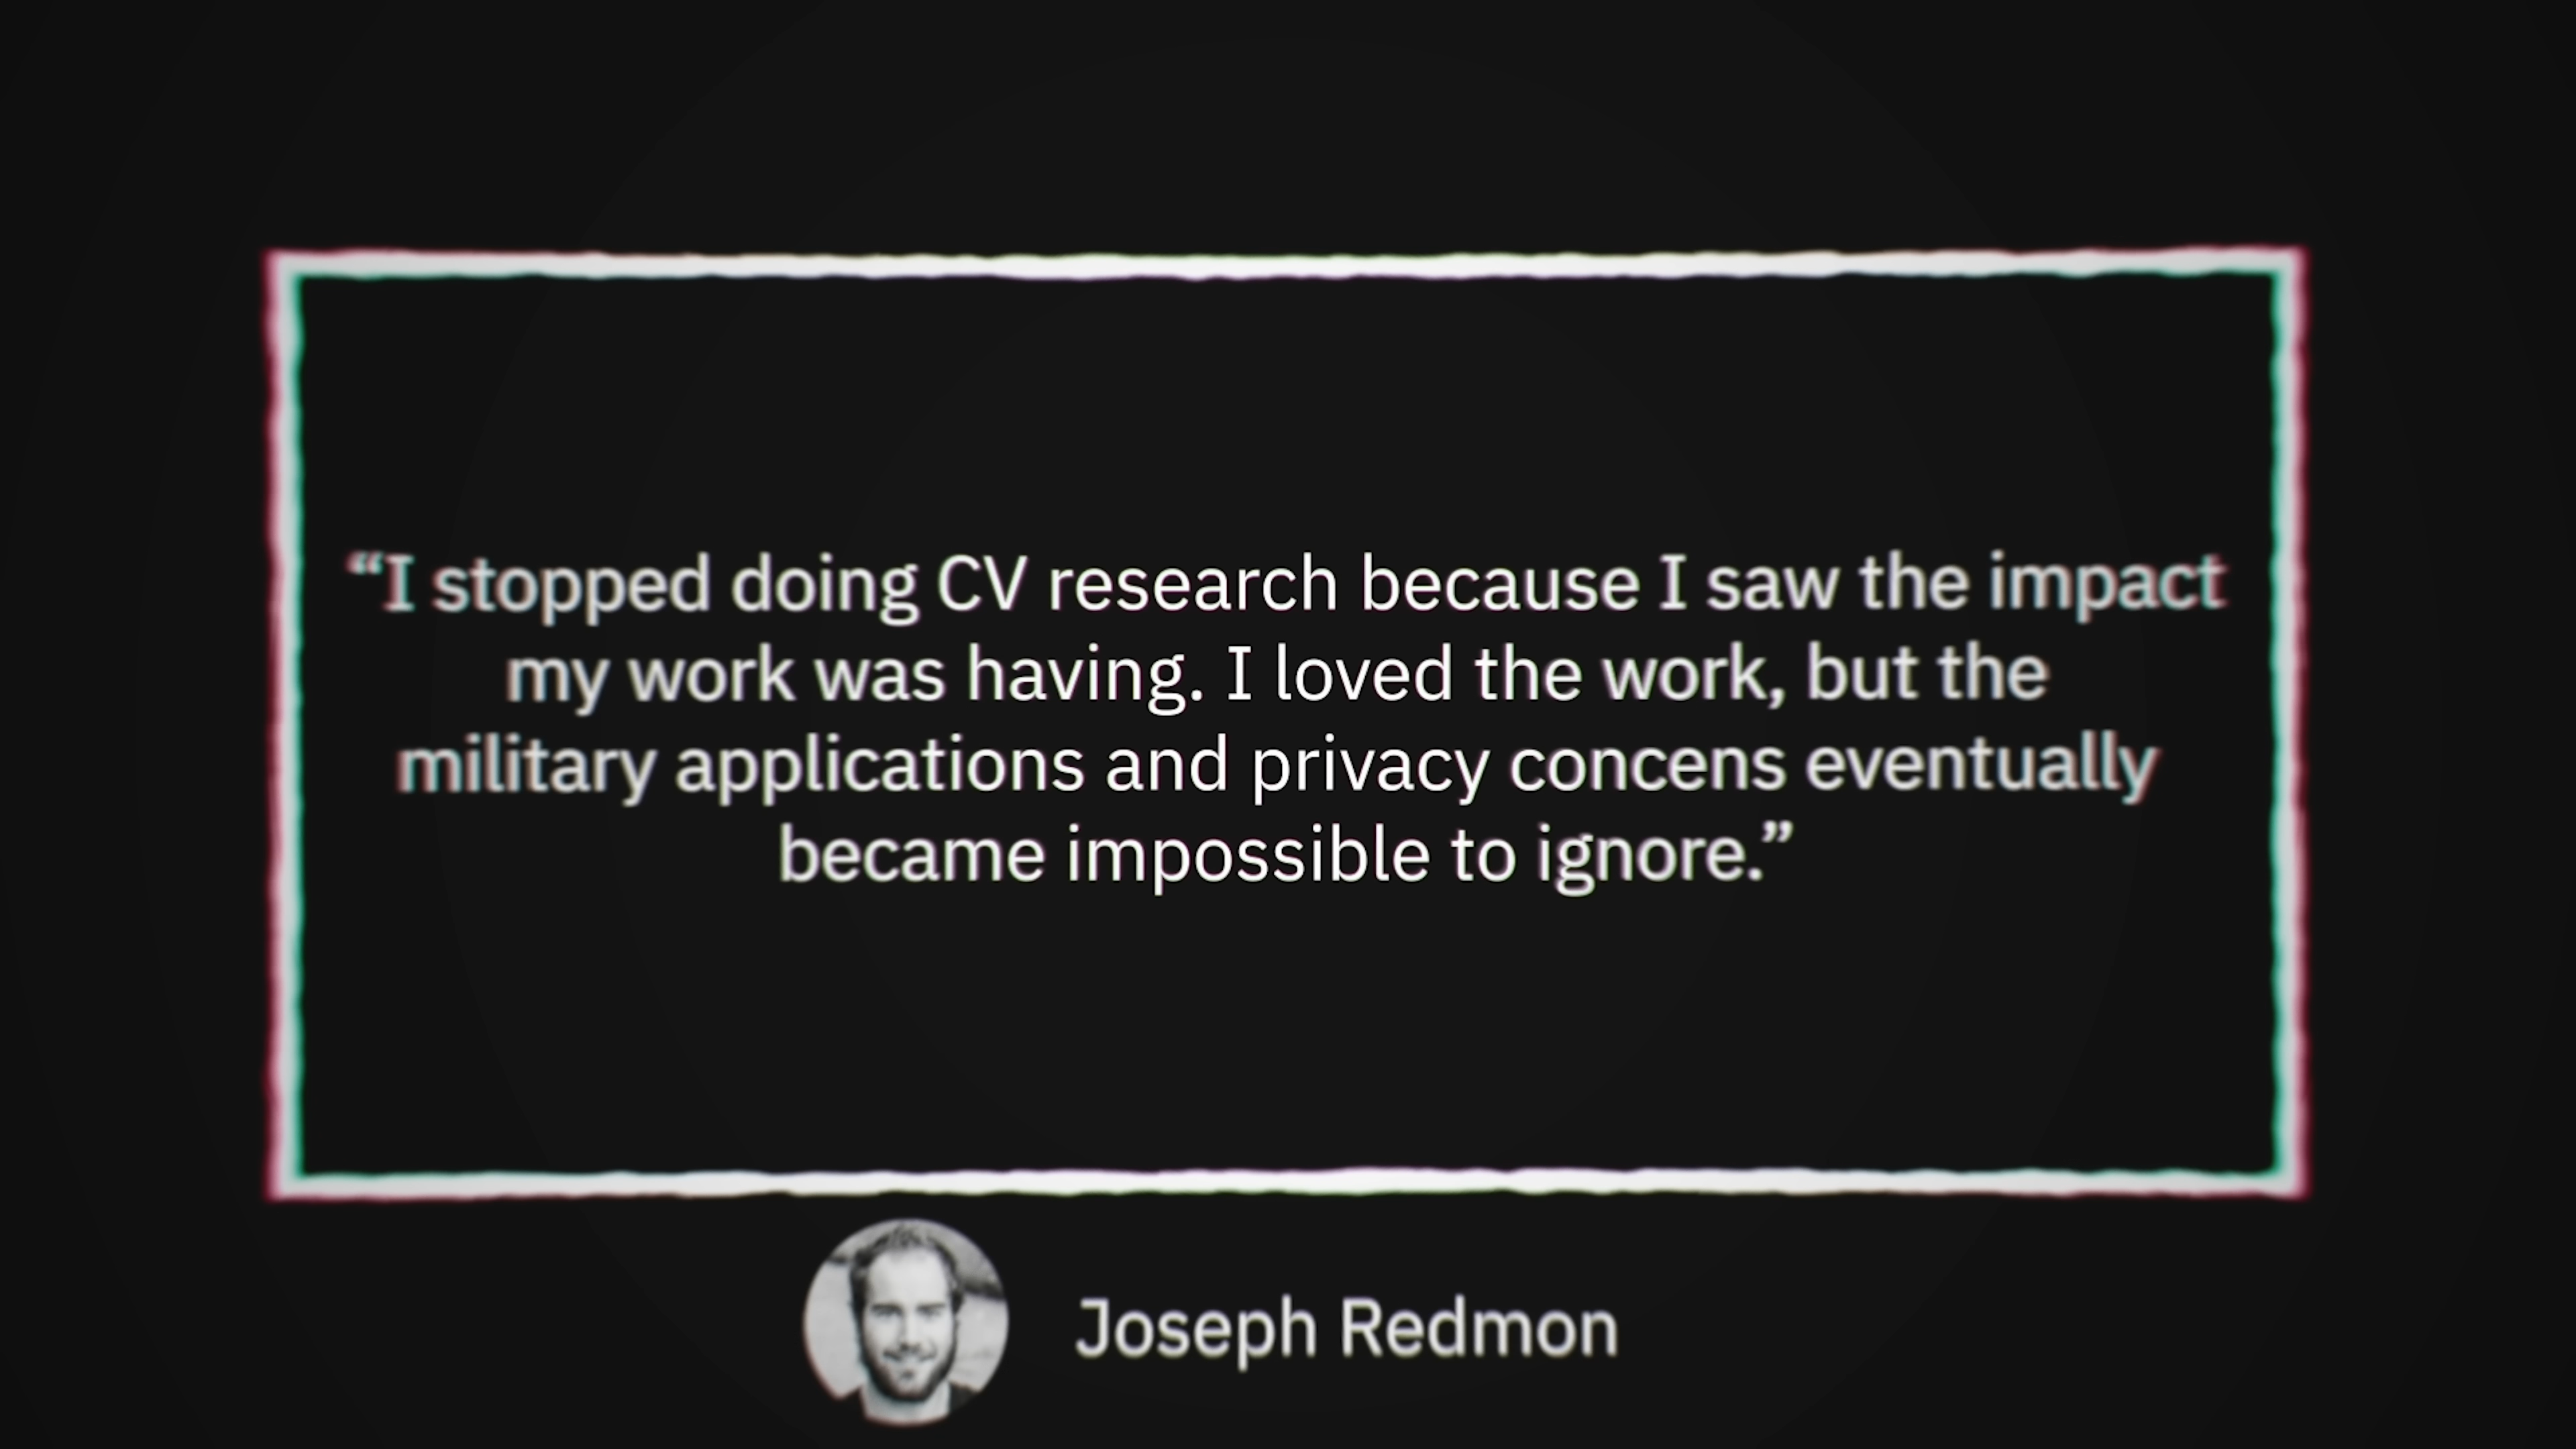 “I stopped doing CV research because I saw the impact
my work was having. I loved the work, but the
military applications and privacy concens eventually
became impossible to ignore.”
Joseph Redmon